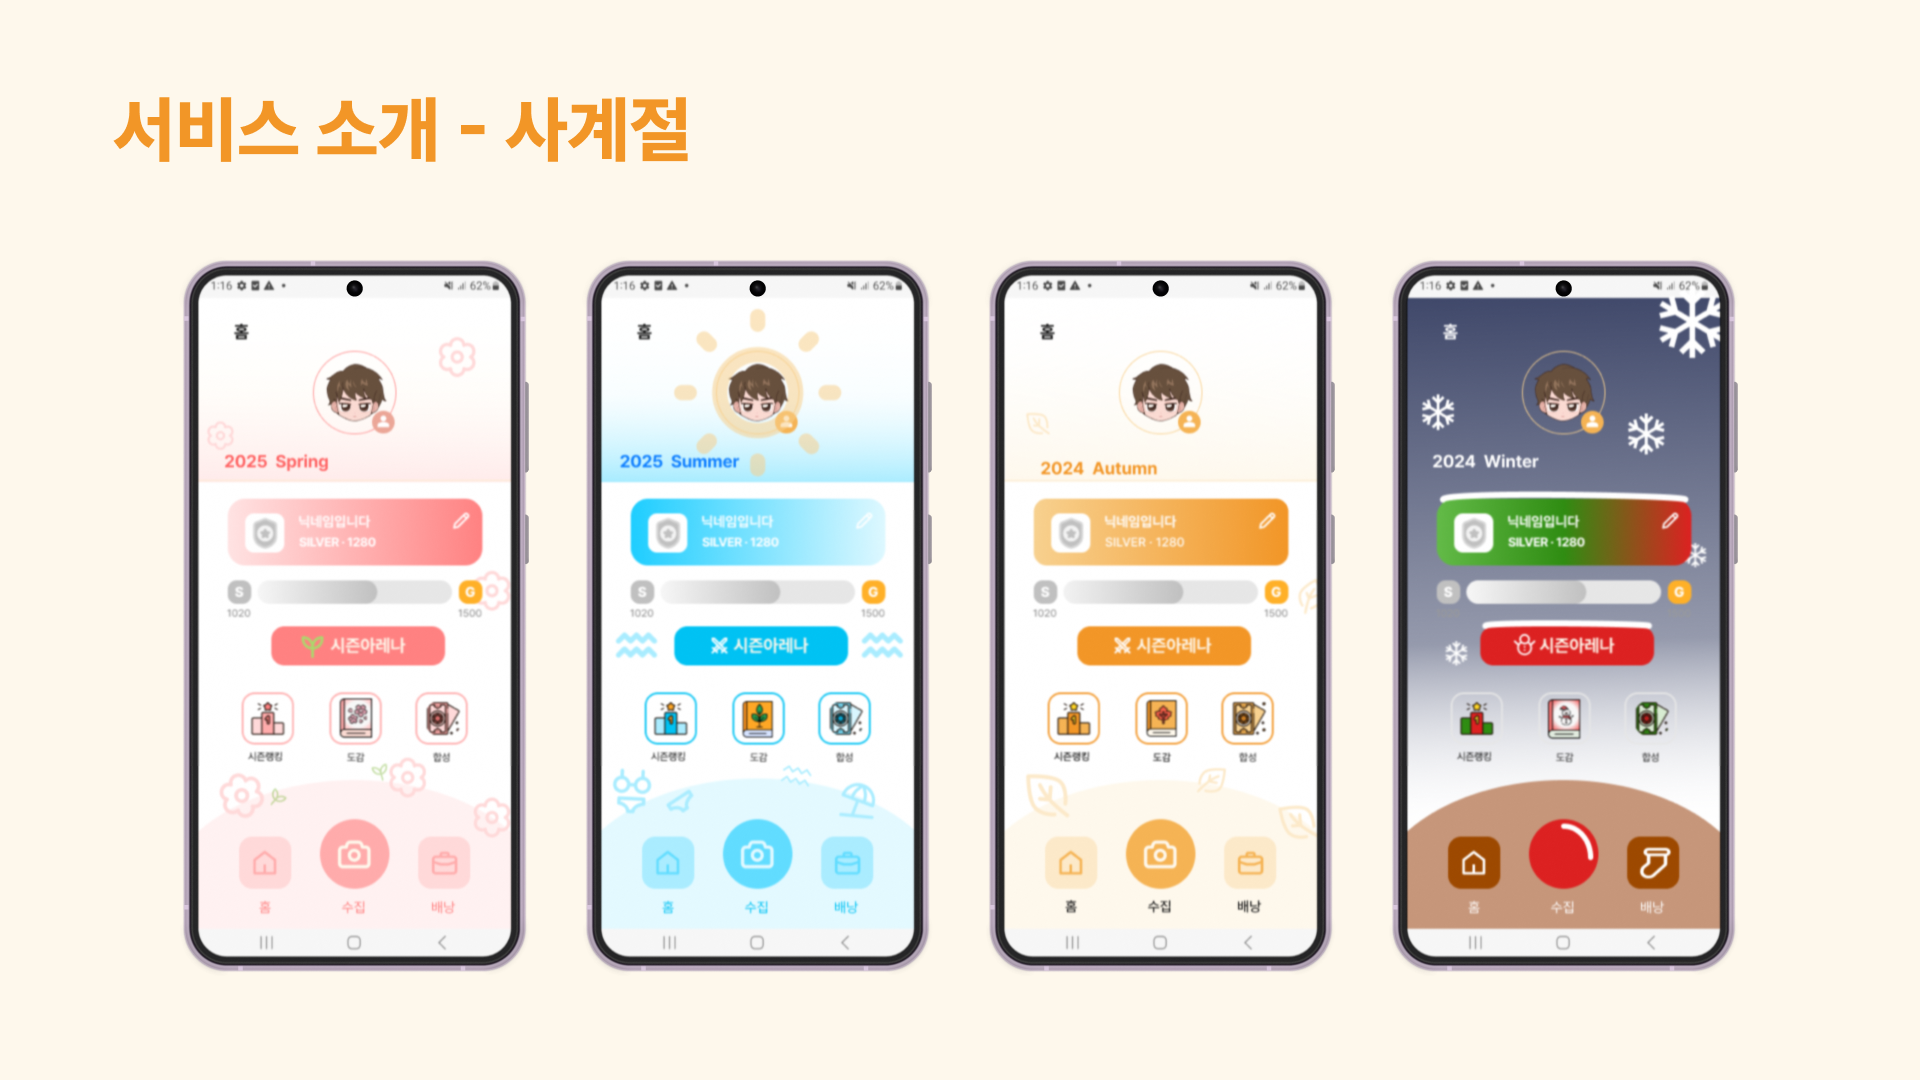 서비스 소개 - 사계절
1:16 62%
홈
2025 Spring
닉네임입니다
SILVER · 1280
S G
1020 1500
시즌아레나
시즌랭킹 도감 합성
홈 수집 배낭
1:16 62%
홈
2025 Summer
닉네임입니다
SILVER · 1280
S G
1020 1500
시즌아레나
시즌랭킹 도감 합성
홈 수집 배낭
1:16 62%
홈
2024 Autumn
닉네임입니다
SILVER · 1280
S G
1020 1500
시즌아레나
시즌랭킹 도감 합성
홈 수집 배낭
1:16 62%
홈
2024 Winter
닉네임입니다
SILVER · 1280
S G
시즌아레나
시즌랭킹 도감 합성
홈 수집 배낭